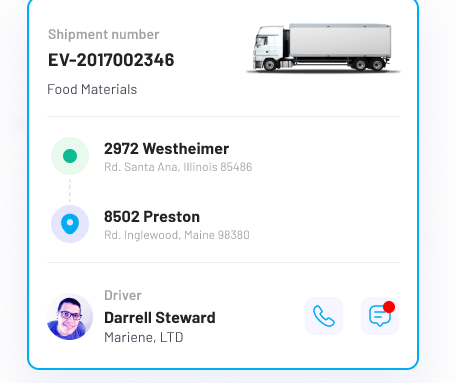 Shipment number
EV-2017002346
Food Materials
2972 Westheimer
Rd. Santa Ana, Illinois 85486
8502 Preston
Rd. Inglewood, Maine 98380
Driver
Darrell Steward
Mariene, LTD